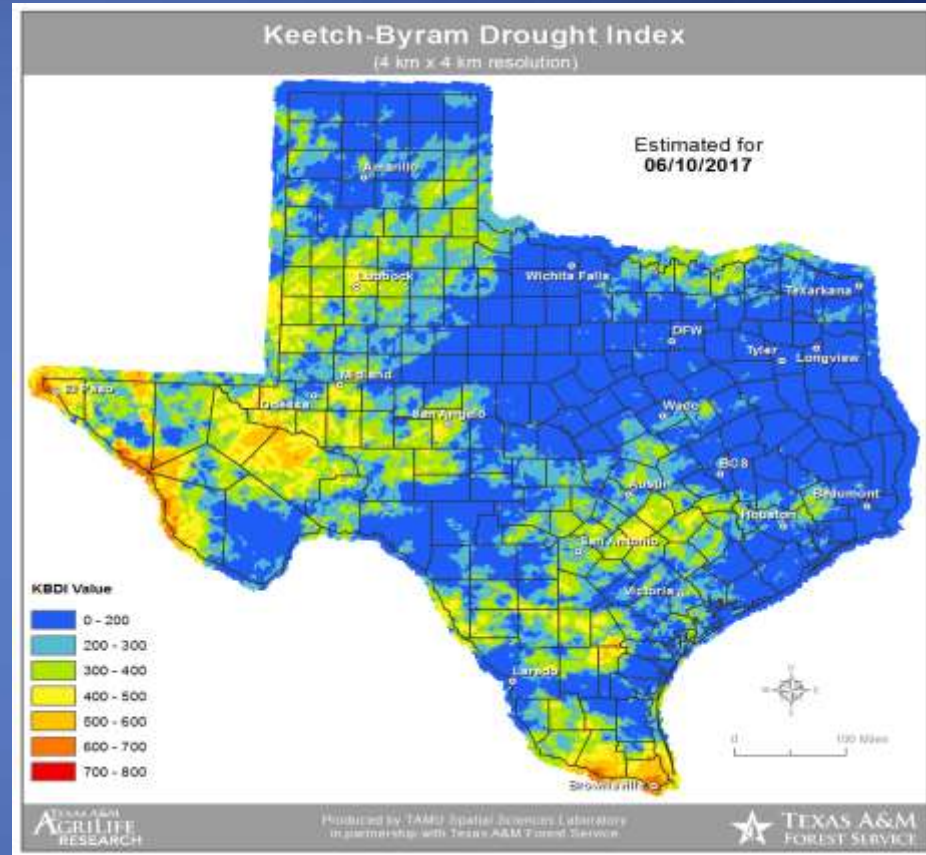 Keetch-Byram Drought Index
(4 km x 4 km resolution)
Estimated for
06/10/2017
Amarillo
Lubbock
Wichita Falls
Texarkana
DFW
Tyler
Longview
El Paso
Midland
Odessa
San Angelo
Waco
BCS
Austin
Beaumont
Houston
San Antonio
Victoria
Laredo
Brownsville
KBDI Value
0 - 200
200 - 300
300 - 400
400 - 500
500 - 600
600 - 700
700 - 800
0 100 Miles
TEXAS A&M
AGRILIFE
RESEARCH
Produced by TAMU Spatial Sciences Laboratory
in partnership with Texas A&M Forest Service
TEXAS A&M
FOREST SERVICE